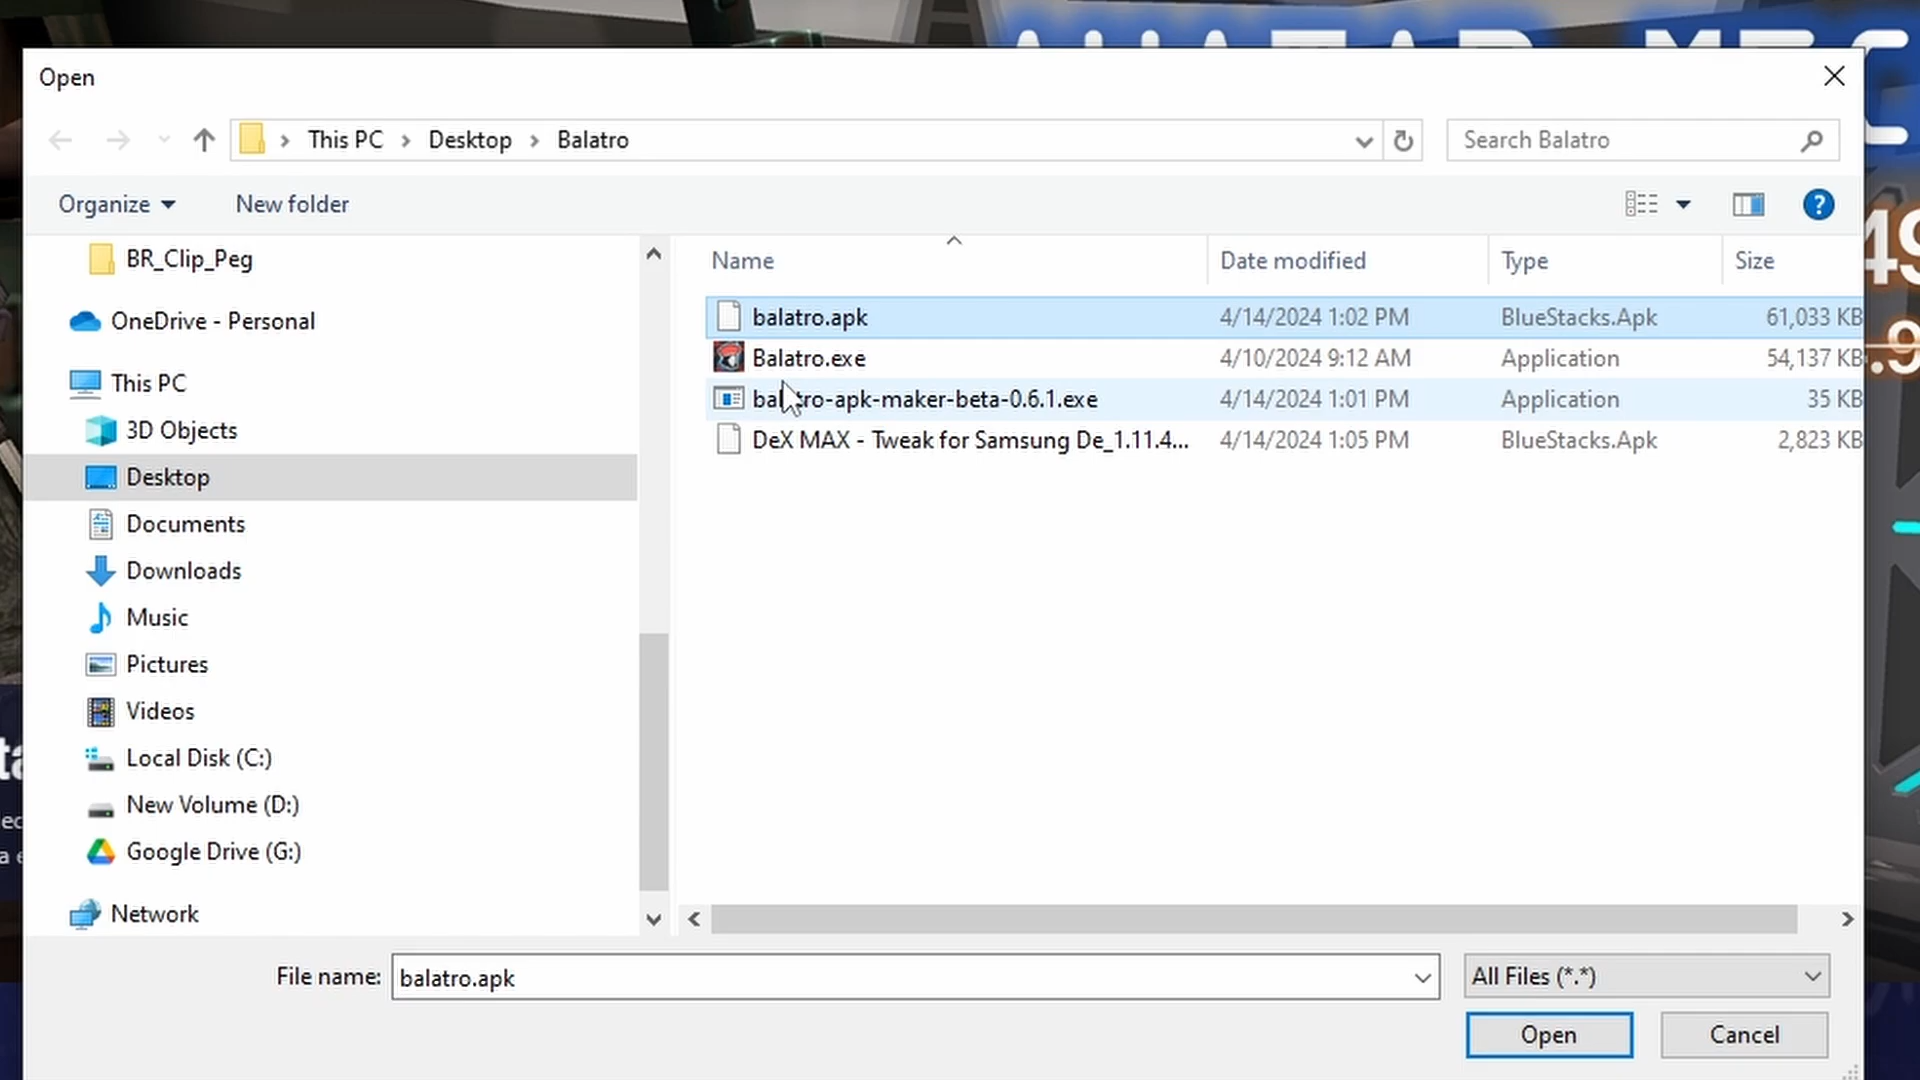 Open
This PC > Desktop > Balatro
Search Balatro
Organize
New folder
?
BR_Clip_Peg
OneDrive - Personal
This PC
3D Objects
Desktop
Documents
Downloads
Music
Pictures
Videos
Local Disk (C:)
New Volume (D:)
Google Drive (G:)
Network
Name Date modified Type Size
balatro.apk 4/14/2024 1:02 PM BlueStacks.Apk 61,033 KB
Balatro.exe 4/10/2024 9:12 AM Application 54,137 KB
balatro-apk-maker-beta-0.6.1.exe 4/14/2024 1:01 PM Application 35 KB
DeX MAX - Tweak for Samsung De_1.11.4... 4/14/2024 1:05 PM BlueStacks.Apk 2,823 KB
File name: balatro.apk
All Files (*.*)
Open
Cancel